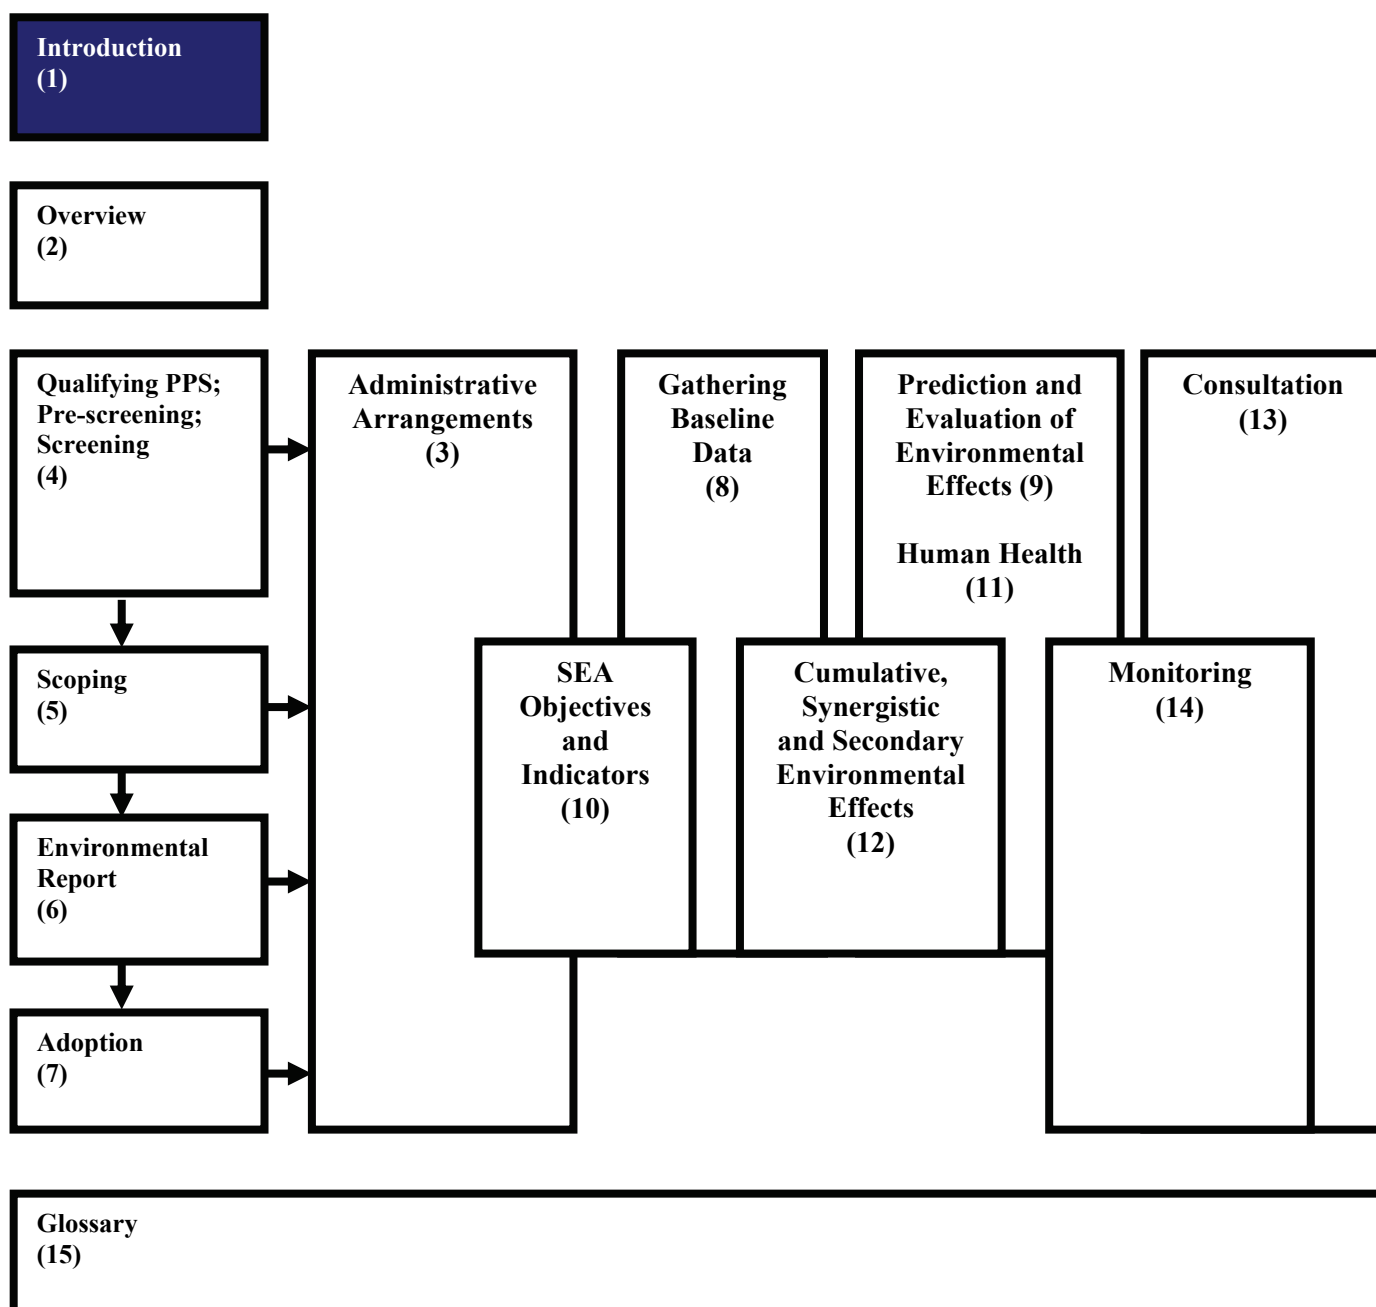 Introduction
(1)
Overview
(2)
Qualifying PPS;
Pre-screening;
Screening
(4)
Administrative
Arrangements
(3)
Gathering
Baseline
Data
(8)
Prediction and
Evaluation of
Environmental
Effects (9)
Human Health
(11)
Consultation
(13)
Scoping
(5)
SEA
Objectives
and
Indicators
(10)
Cumulative,
Synergistic
and Secondary
Environmental
Effects
(12)
Monitoring
(14)
Environmental
Report
(6)
Adoption
(7)
Glossary
(15)